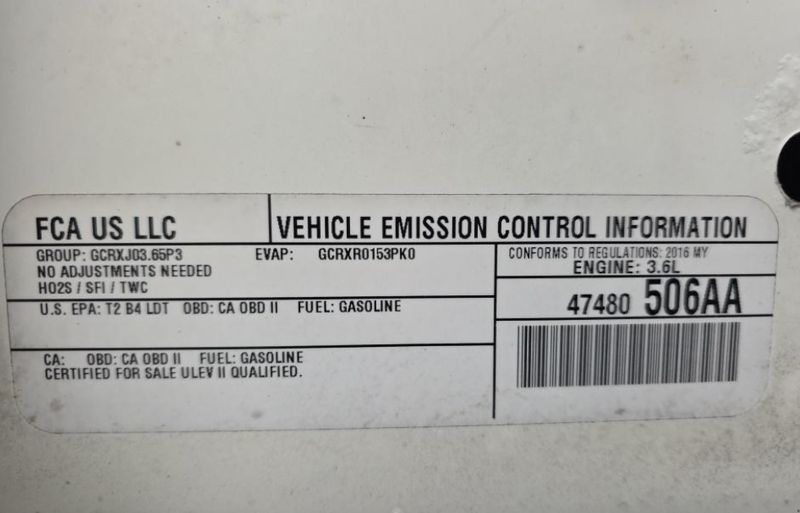 FCA US LLC
VEHICLE EMISSION CONTROL INFORMATION
GROUP: GCRXJ03.65P3 EVAP: GCRXR0153PK0
NO ADJUSTMENTS NEEDED
HO2S / SFI / TWC
CONFORMS TO REGULATIONS: 2016 MY
ENGINE: 3.6L
U.S. EPA: T2 B4 LDT OBD: CA OBD II FUEL: GASOLINE
47480 506AA
CA: OBD: CA OBD II FUEL: GASOLINE
CERTIFIED FOR SALE ULEV II QUALIFIED.